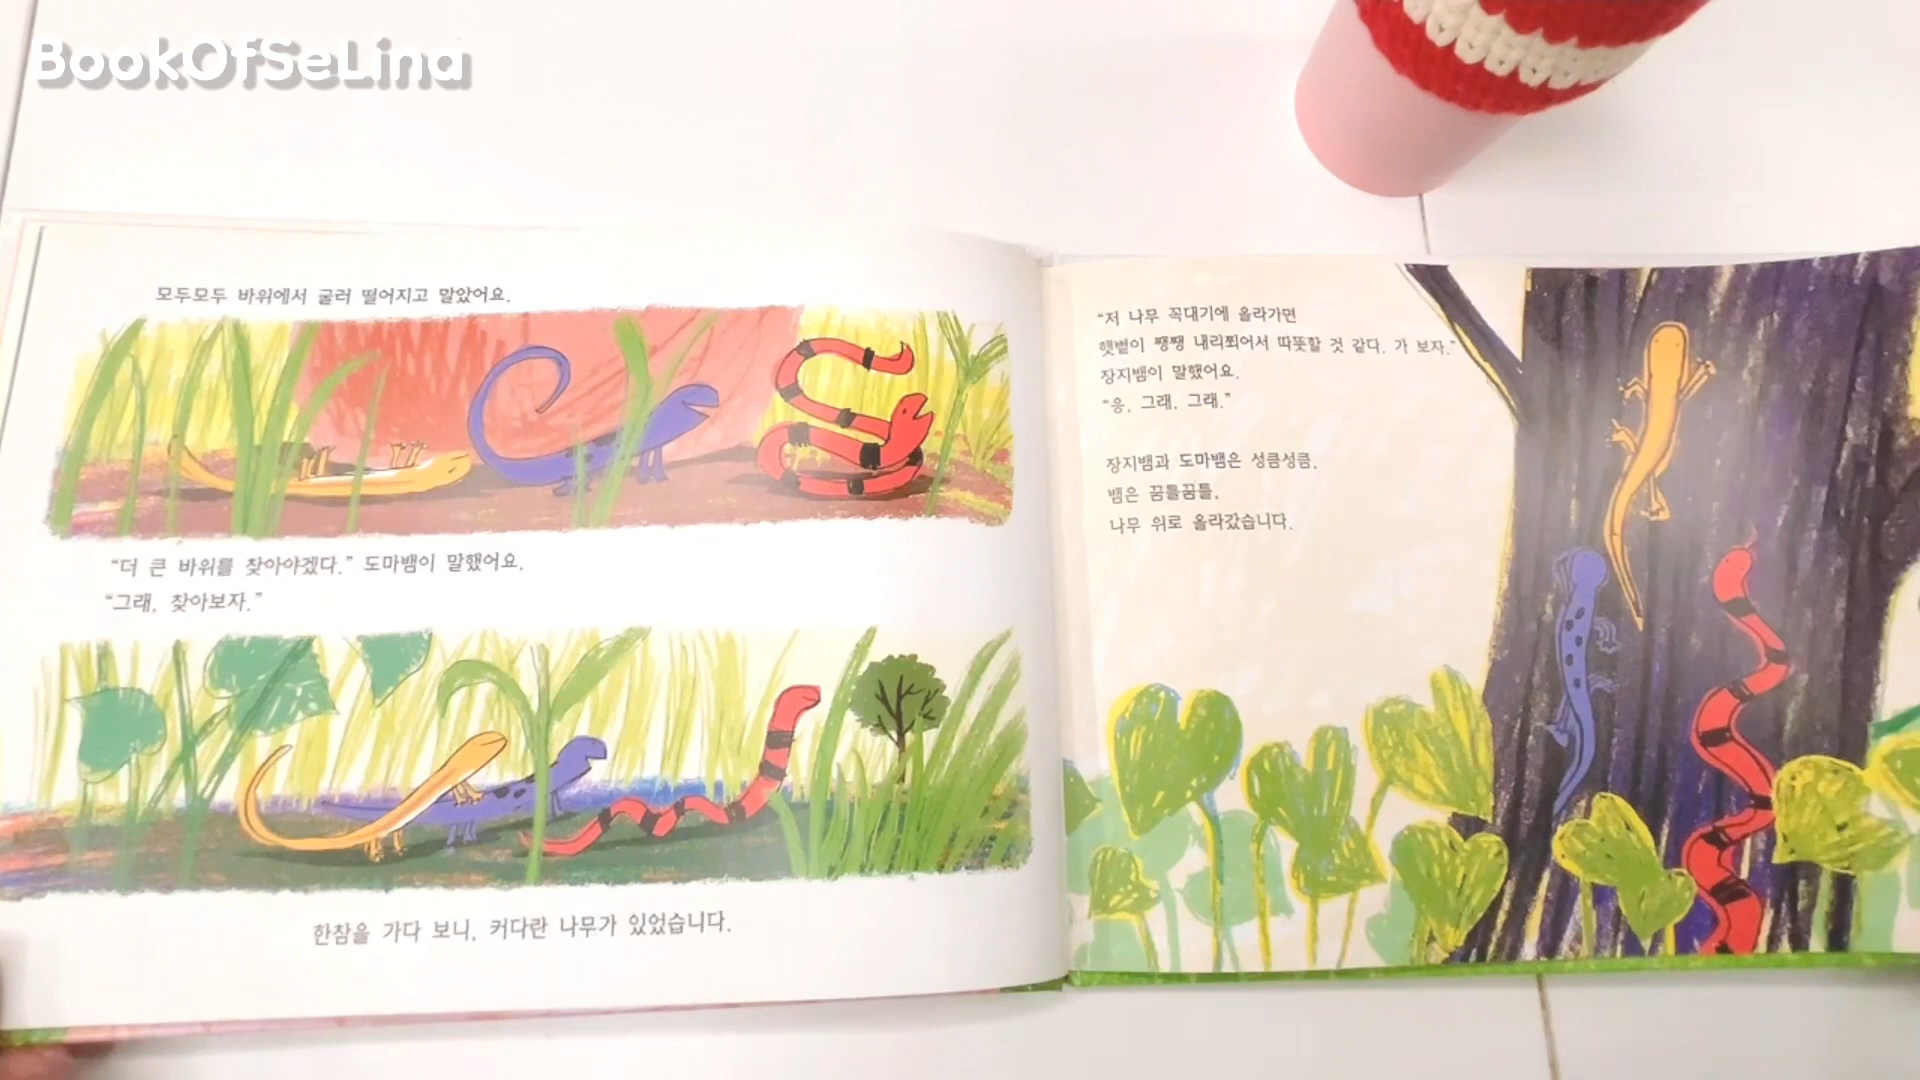 BookOfSeLina
모두모두 바위에서 굴러 떨어지고 말았어요.
“더 큰 바위를 찾아야겠다.” 도마뱀이 말했어요.
“그래, 찾아보자.”
한참을 가다 보니, 커다란 나무가 있었습니다.
“저 나무 꼭대기에 올라가면
햇볕이 쨍쨍 내리쬐어서 따뜻할 것 같다. 가 보자.”
장지뱀이 말했어요.
“응, 그래, 그래.”
장지뱀과 도마뱀은 성큼성큼,
뱀은 꿈틀꿈틀,
나무 위로 올라갔습니다.